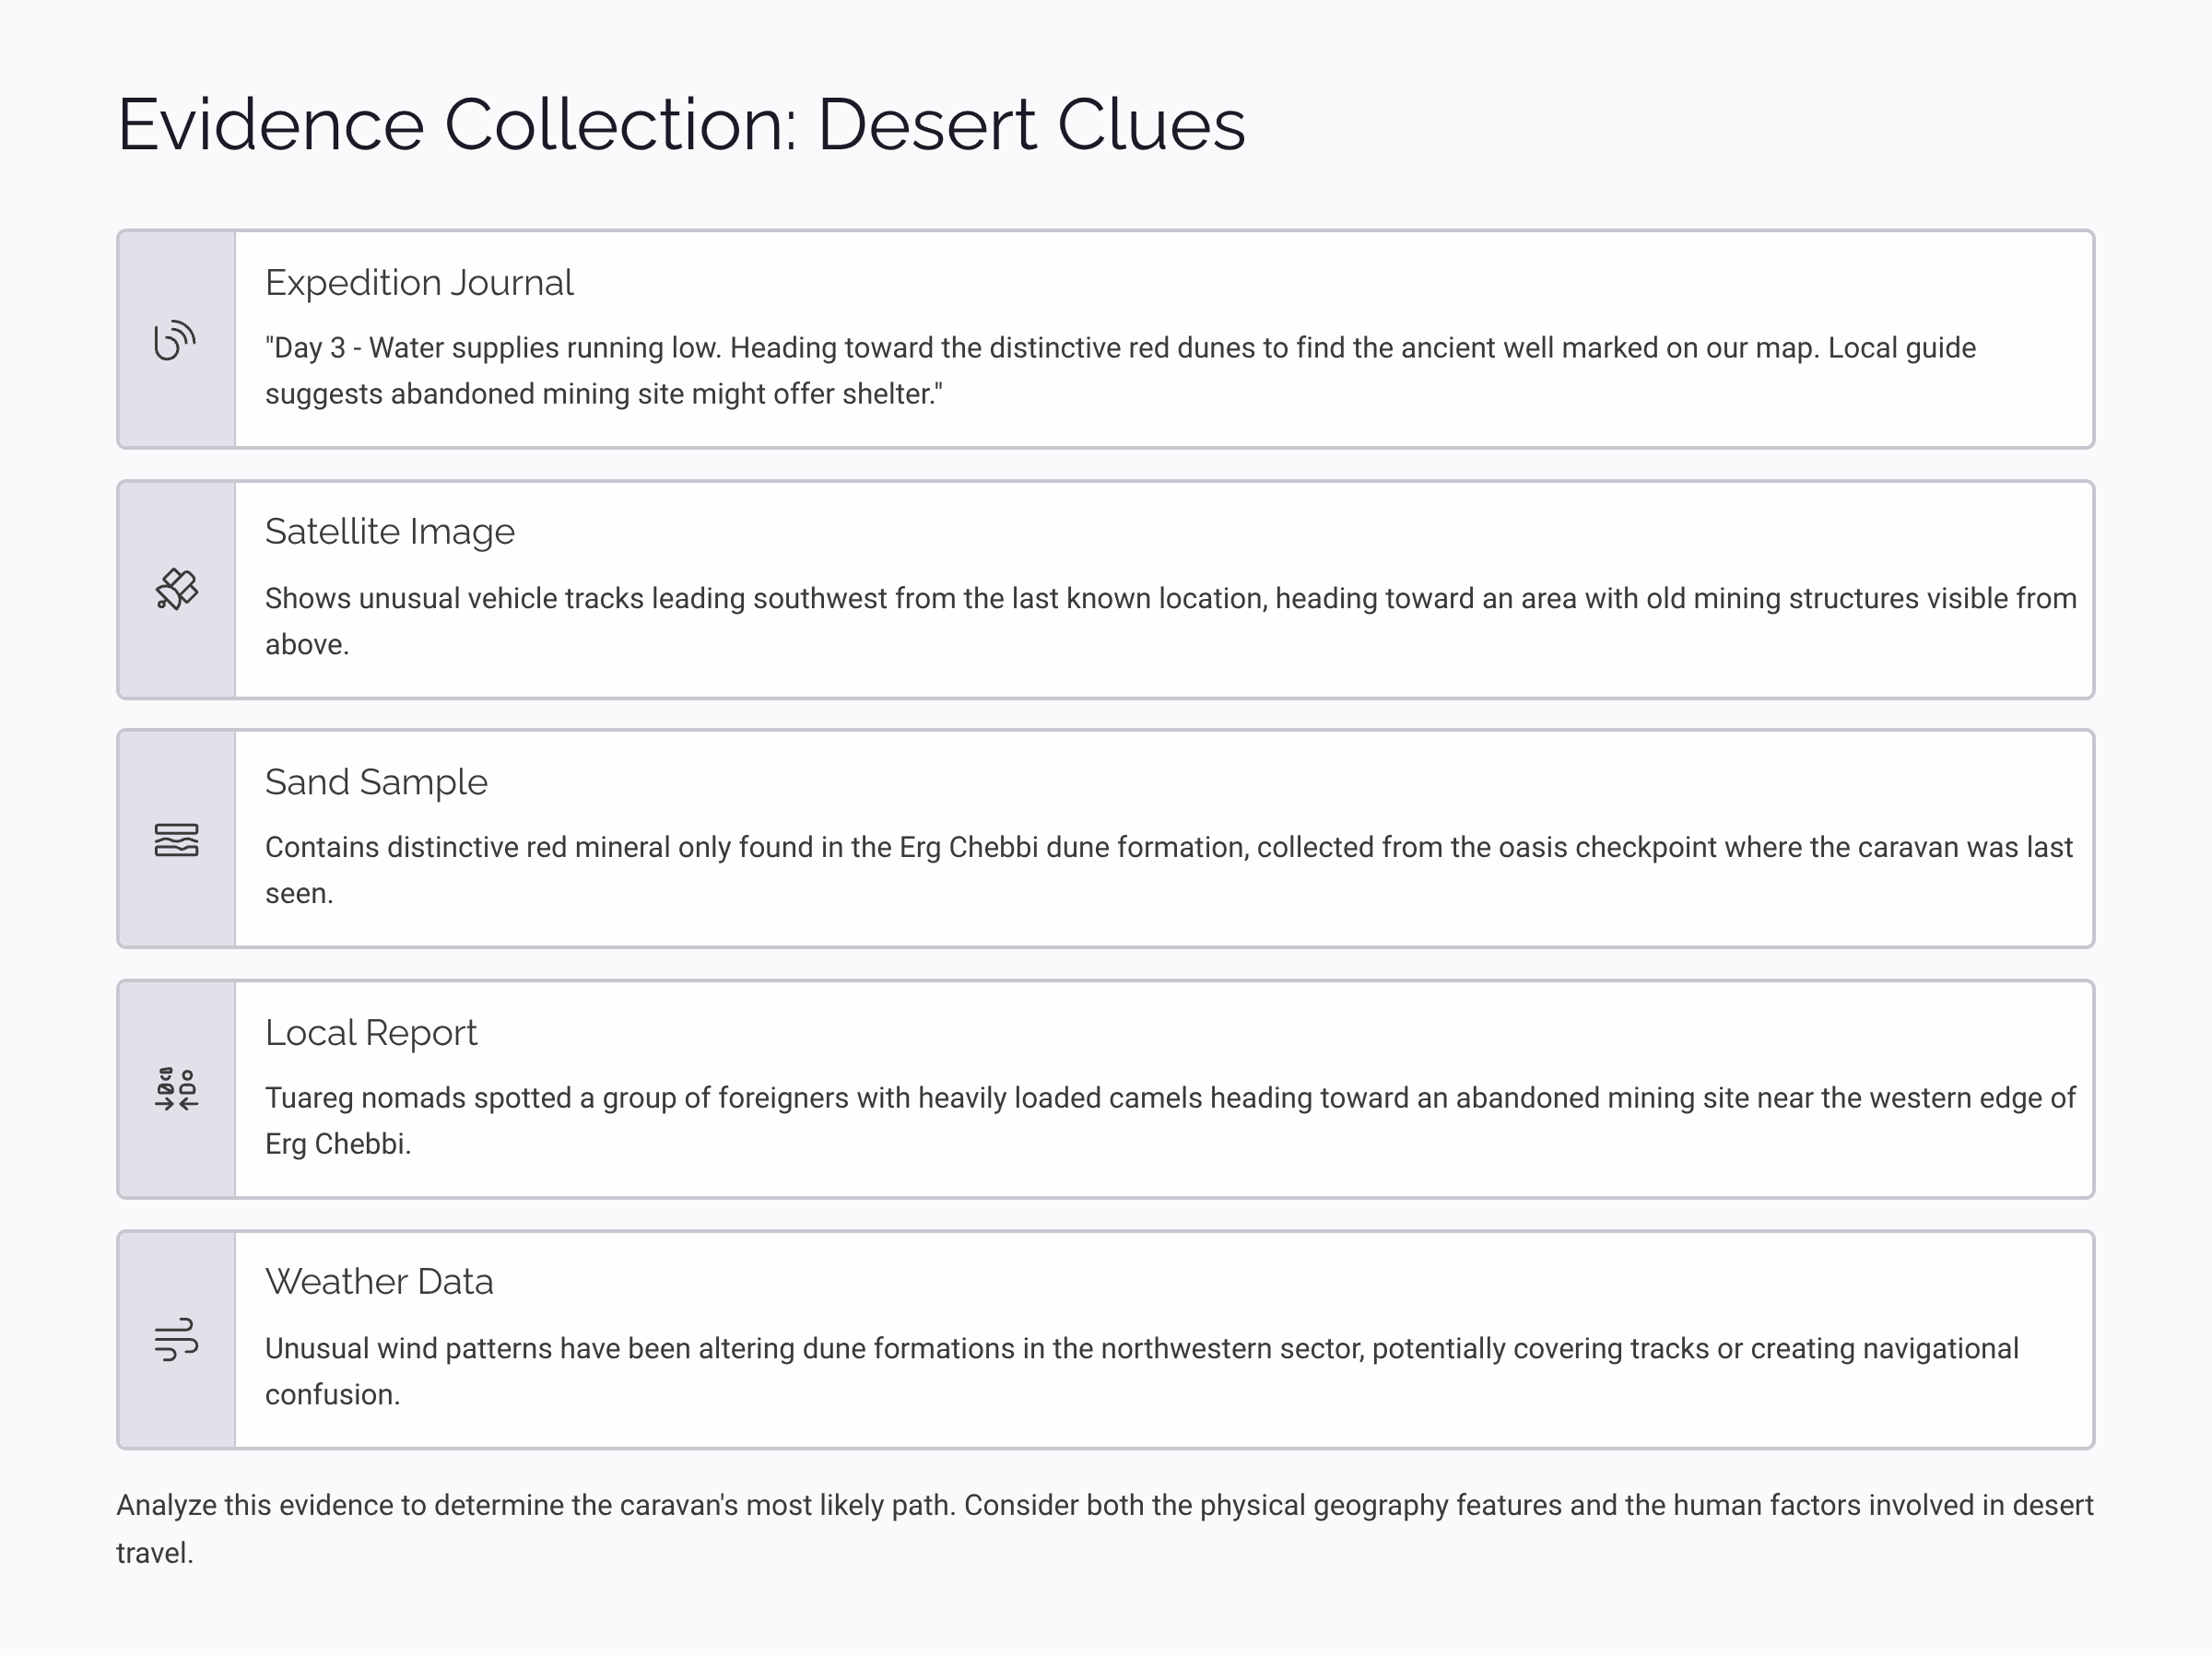 Evidence Collection: Desert Clues
Expedition Journal
"Day 3 - Water supplies running low. Heading toward the distinctive red dunes to find the ancient well marked on our map. Local guide
suggests abandoned mining site might offer shelter."
Satellite Image
Shows unusual vehicle tracks leading southwest from the last known location, heading toward an area with old mining structures visible from
above.
Sand Sample
Contains distinctive red mineral only found in the Erg Chebbi dune formation, collected from the oasis checkpoint where the caravan was last
seen.
Local Report
Tuareg nomads spotted a group of foreigners with heavily loaded camels heading toward an abandoned mining site near the western edge of
Erg Chebbi.
Weather Data
Unusual wind patterns have been altering dune formations in the northwestern sector, potentially covering tracks or creating navigational
confusion.
Analyze this evidence to determine the caravan's most likely path. Consider both the physical geography features and the human factors involved in desert
travel.